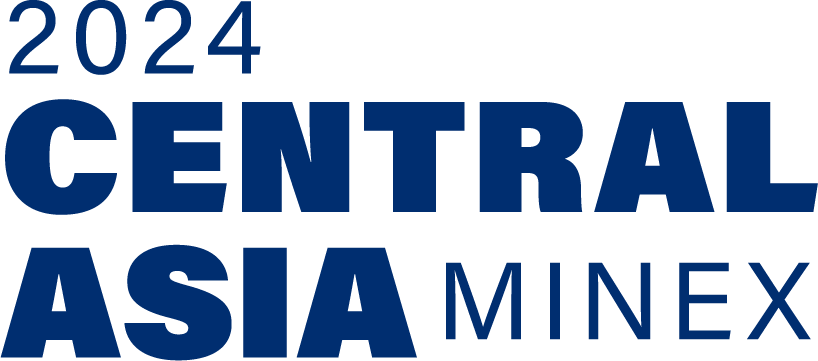 2024
CENTRAL
ASIA MINEX